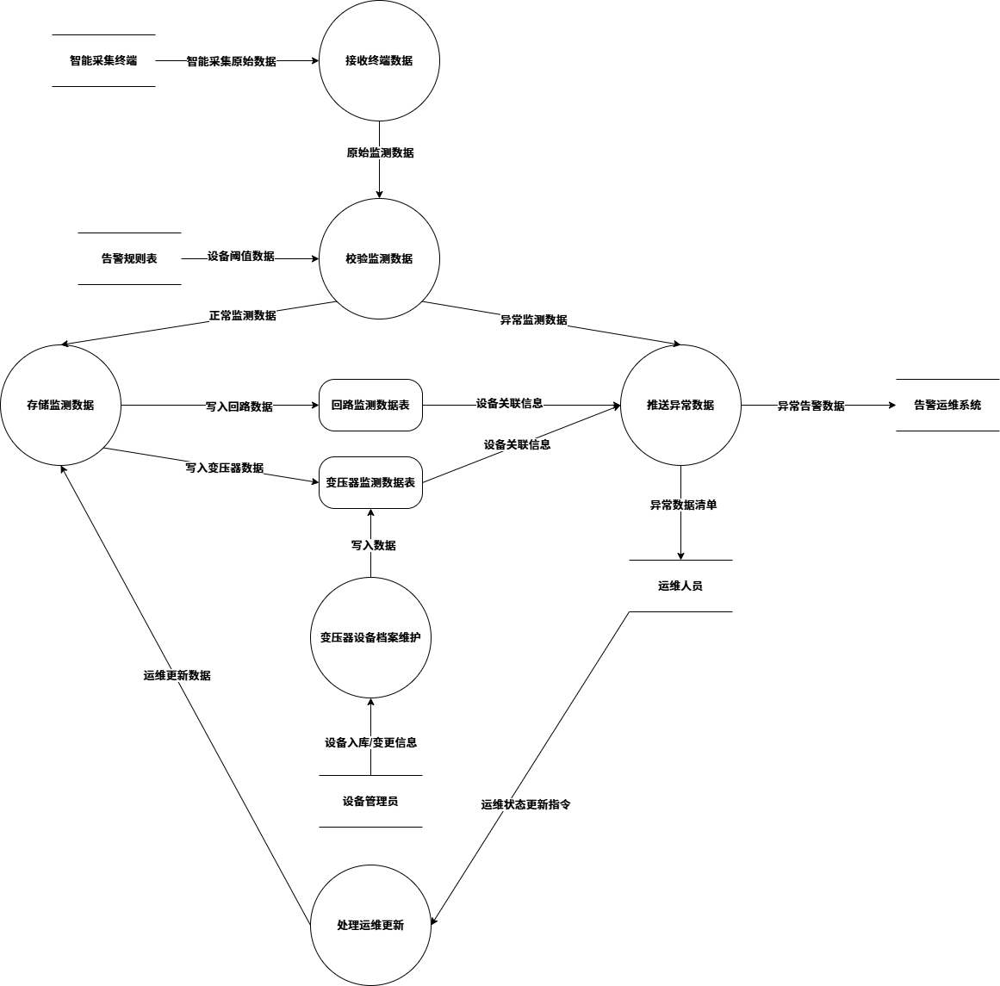 智能采集终端
智能采集原始数据
接收终端数据
原始监测数据
告警规则表
设备阈值数据
校验监测数据
正常监测数据
异常监测数据
存储监测数据
写入回路数据
回路监测数据表
设备关联信息
推送异常数据
异常告警数据
告警运维系统
写入变压器数据
变压器监测数据表
设备关联信息
异常数据清单
写入数据
运维人员
变压器设备档案维护
运维更新数据
设备入库/变更信息
设备管理员
运维状态更新指令
处理运维更新